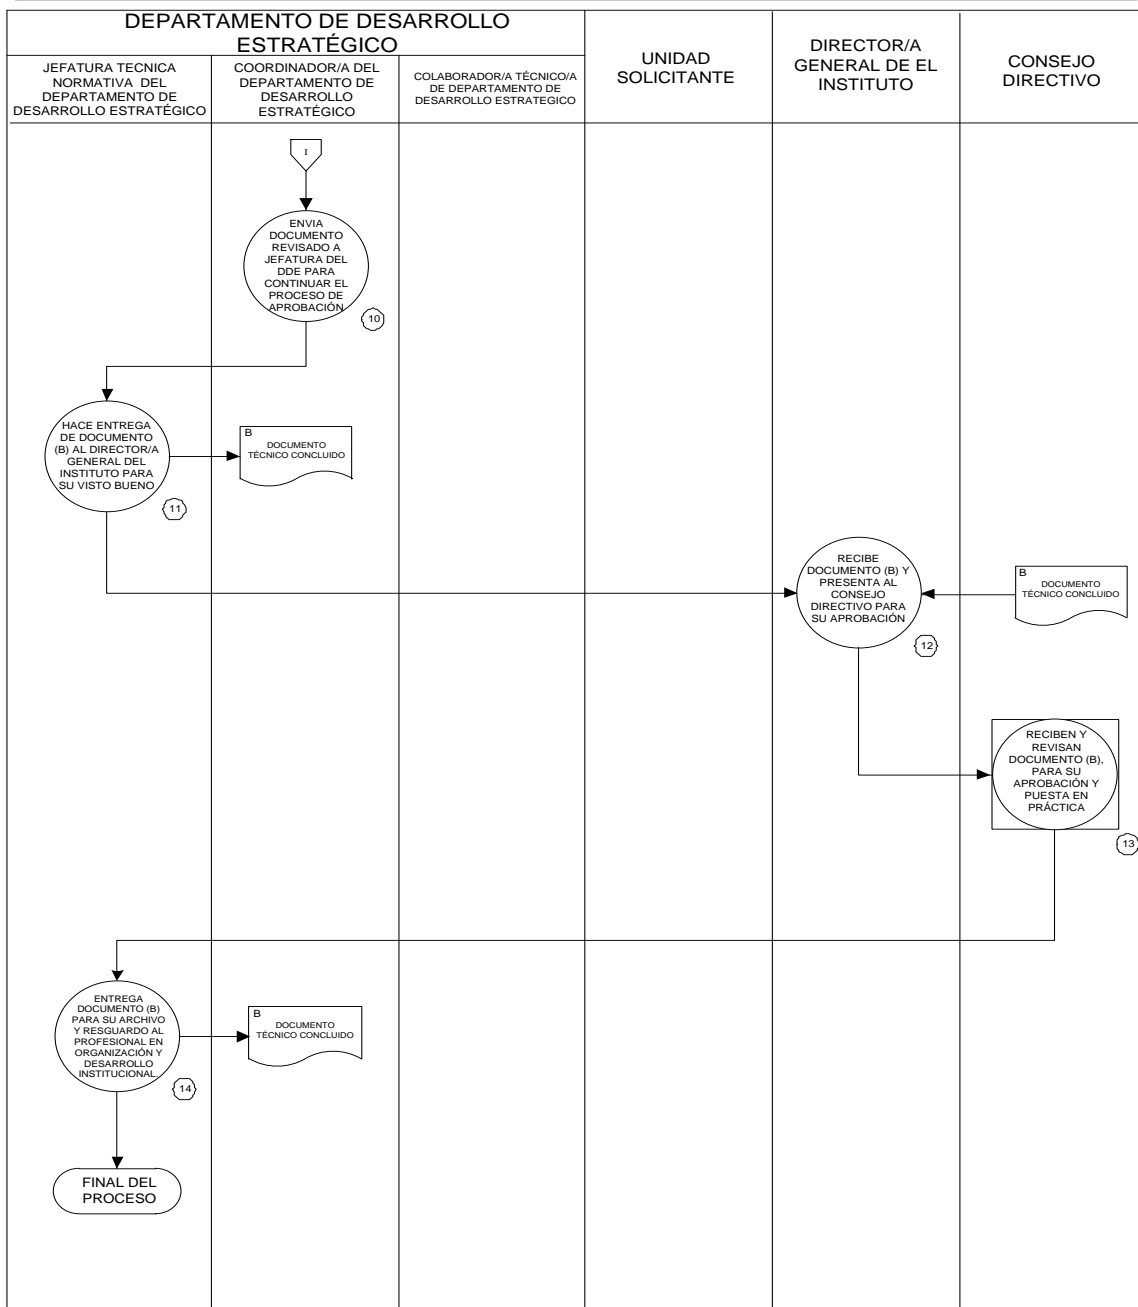 DEPARTAMENTO DE DESARROLLO
ESTRATÉGICO
JEFATURA TECNICA
NORMATIVA DEL
DEPARTAMENTO DE
DESARROLLO ESTRATÉGICO
COORDINADOR/A DEL
DEPARTAMENTO DE
DESARROLLO
ESTRATÉGICO
COLABORADOR/A TÉCNICO/A
DE DEPARTAMENTO DE
DESARROLLO ESTRATEGICO
UNIDAD
SOLICITANTE
DIRECTOR/A
GENERAL DE EL
INSTITUTO
CONSEJO
DIRECTIVO
I
ENVIA
DOCUMENTO
REVISADO A
JEFATURA DEL
DDE PARA
CONTINUAR EL
PROCESO DE
APROBACIÓN
10
HACE ENTREGA
DE DOCUMENTO
(B) AL DIRECTOR/A
GENERAL DEL
INSTITUTO PARA
SU VISTO BUENO
11
B
DOCUMENTO
TÉCNICO CONCLUIDO
RECIBE
DOCUMENTO (B) Y
PRESENTA AL
CONSEJO
DIRECTIVO PARA
SU APROBACIÓN
12
B
DOCUMENTO
TÉCNICO CONCLUIDO
RECIBEN Y
REVISAN
DOCUMENTO (B),
PARA SU
APROBACIÓN Y
PUESTA EN
PRÁCTICA
13
ENTREGA
DOCUMENTO (B)
PARA SU ARCHIVO
Y RESGUARDO AL
PROFESIONAL EN
ORGANIZACIÓN Y
DESARROLLO
INSTITUCIONAL.
14
B
DOCUMENTO
TÉCNICO CONCLUIDO
FINAL DEL
PROCESO